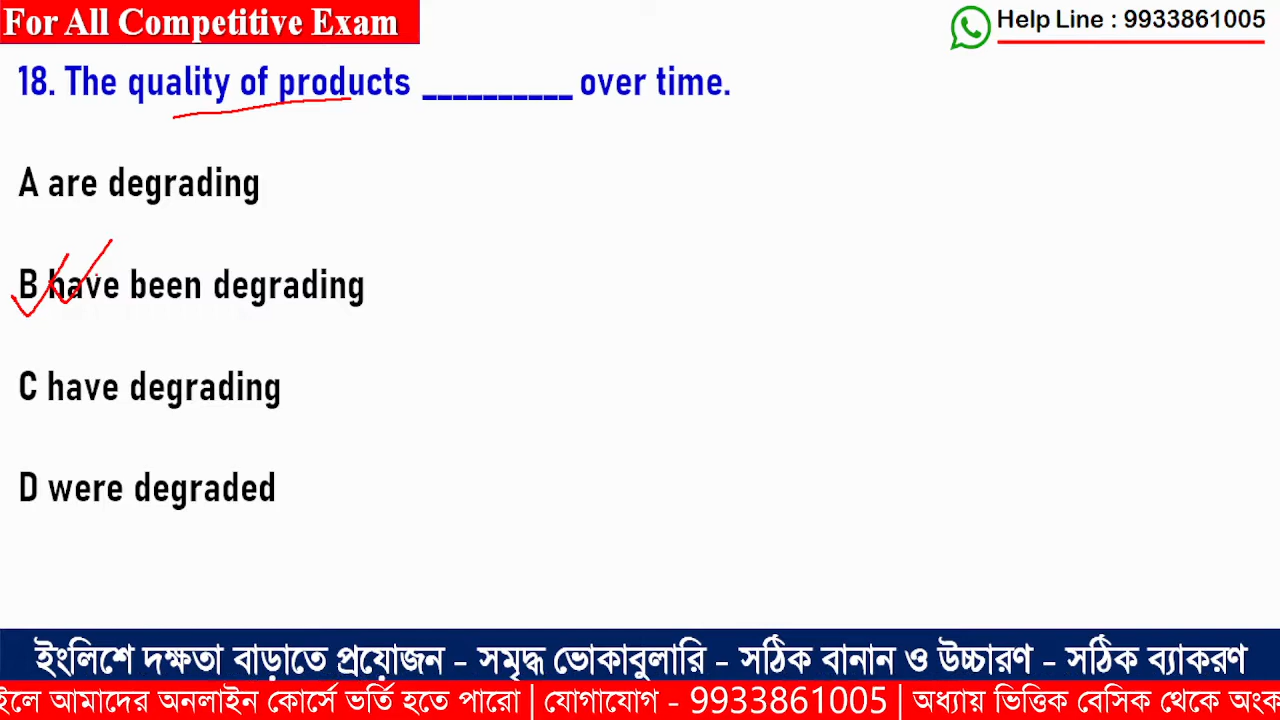 For All Competitive Exam
Help Line : 9933861005
18. The quality of products __________ over time.
A are degrading
B have been degrading
C have degrading
D were degraded
ইংলিশে দক্ষতা বাড়াতে প্রয়োজন - সমৃদ্ধ ভোকাবুলারি - সঠিক বানান ও উচ্চারণ - সঠিক ব্যাকরণ
আমাদের অনলাইন কোর্সে ভর্তি হতে পারো | যোগাযোগ - 9933861005 | অধ্যায় ভিত্তিক বেসিক থেকে